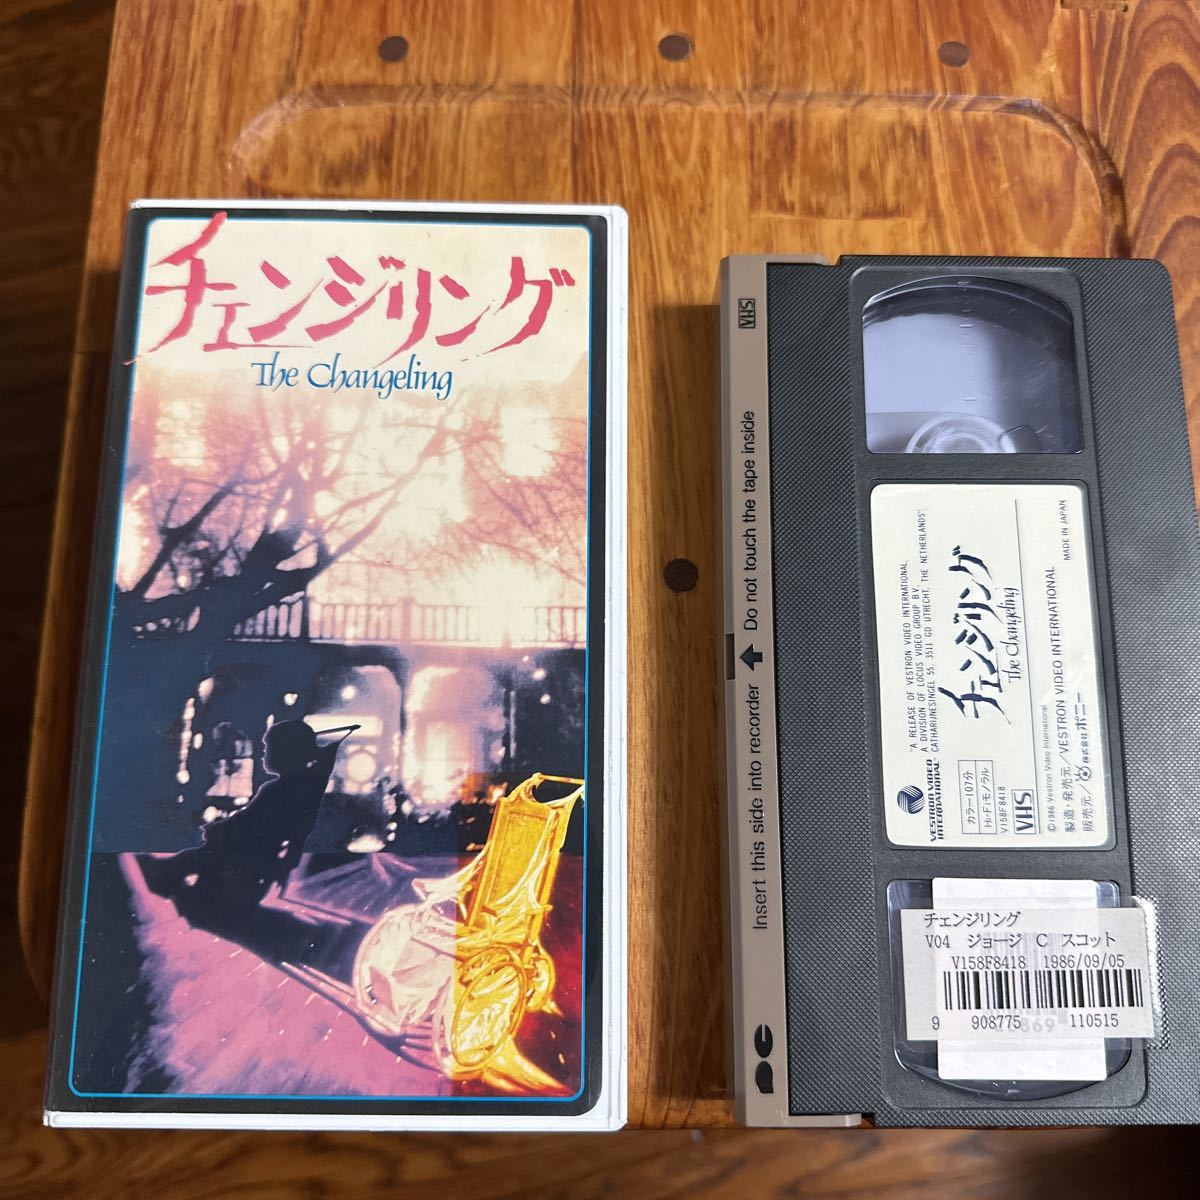 チェンジリング
The Changeling
VHS
Insert this side into recorder ↑ Do not touch the tape inside
VESTRON VIDEO
INTERNATIONAL
"A RELEASE OF VESTRON VIDEO INTERNATIONAL,
A DIVISION OF LOCUS VIDEO GROUP B.V.
CATHARIJNESINGEL 55, 3511 GD UTRECHT, THE NETHERLANDS"
チェンジリング
The Changeling
カラー107分
Hi-Fiモノラル
V158F8418
VHS
©1986 Vestron Video International.
製造・発売元/VESTRON VIDEO INTERNATIONAL
販売元/株式会社ポニー
MADE IN JAPAN
チェンジリング
V04 ジョージ C スコット
V158F8418 1986/09/05
9 908775 110515